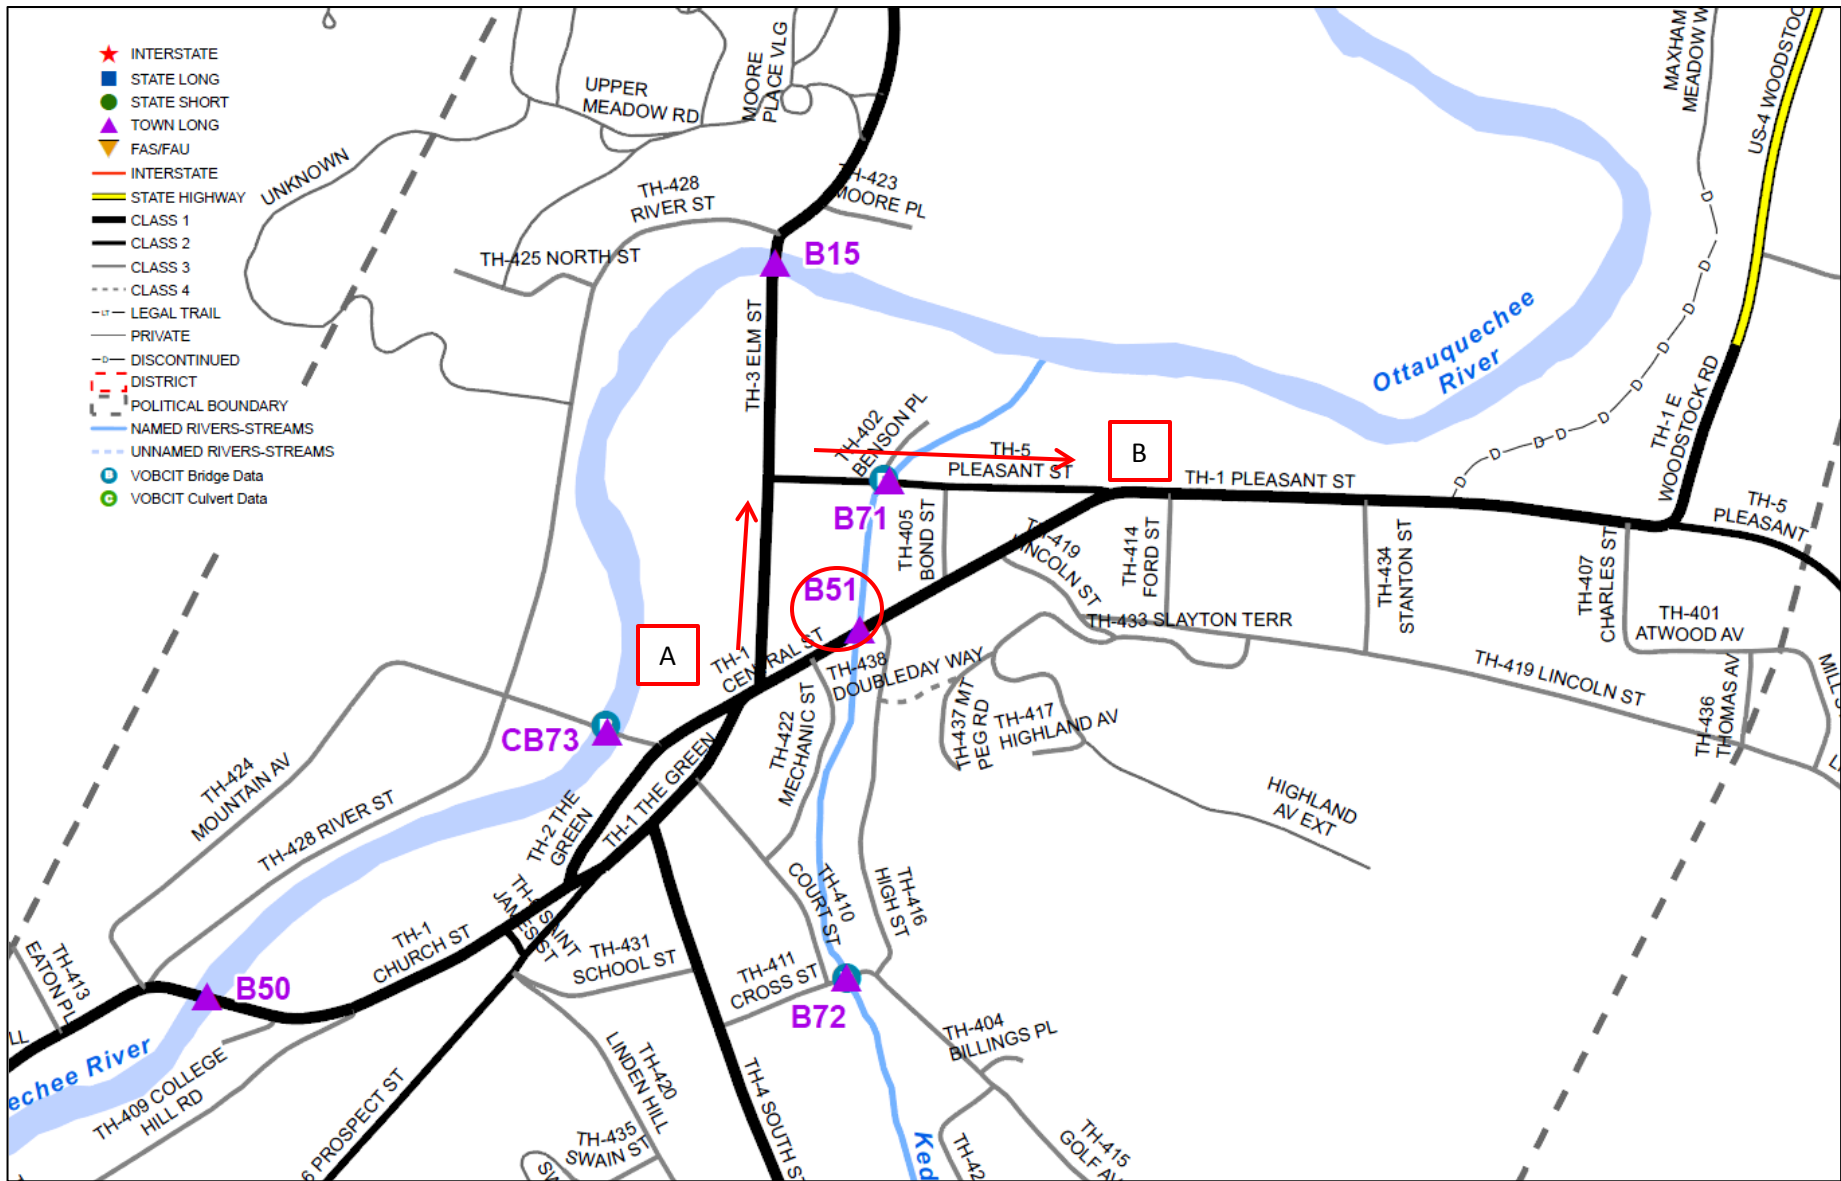 INTERSTATE
STATE LONG
STATE SHORT
TOWN LONG
FAS/FAU
INTERSTATE
STATE HIGHWAY
CLASS 1
CLASS 2
CLASS 3
CLASS 4
LT
LEGAL TRAIL
PRIVATE
D
DISCONTINUED
DISTRICT
POLITICAL BOUNDARY
NAMED RIVERS-STREAMS
UNNAMED RIVERS-STREAMS
B
VOBCIT Bridge Data
C
VOBCIT Culvert Data
UNKNOWN
UPPER
MEADOW RD
MOORE
PLACE VLG
MAXHAM
MEADOW W
US-4 WOODSTOC
TH-428
RIVER ST
TH-423
MOORE PL
TH-425 NORTH ST
B15
TH-3 ELM ST
Ottauquechee
River
D
D
D
D
D
D
D
D
D
D
TH-1 E
WOODSTOCK RD
TH-402
BENSON PL
TH-5
PLEASANT ST
B
TH-1 PLEASANT ST
TH-5
PLEASANT
B71
TH-405
BOND ST
TH-419
LINCOLN ST
TH-414
FORD ST
TH-434
STANTON ST
TH-407
CHARLES ST
TH-401
ATWOOD AV
B51
TH-433 SLAYTON TERR
A
TH-1
CENTRAL ST
TH-438
DOUBLEDAY WAY
TH-419 LINCOLN ST
TH-436
THOMAS AV
MILL S
TH-422
MECHANIC ST
TH-437 MT
PEG RD
TH-417
HIGHLAND AV
CB73
TH-424
MOUNTAIN AV
TH-428 RIVER ST
TH-2 THE
GREEN
TH-1 THE GREEN
HIGHLAND
AV EXT
TH-410
COURT ST
TH-416
HIGH ST
SAINT
JAMES ST
TH-1
CHURCH ST
TH-431
SCHOOL ST
TH-411
CROSS ST
TH-413
EATON PL
B50
B72
LL
echee River
TH-409 COLLEGE
HILL RD
6 PROSPECT ST
TH-420
LINDEN HILL
TH-435
SWAIN ST
SW
TH-4 SOUTH S
TH-404
BILLINGS PL
Ked
TH-42
TH-415
GOLF AV